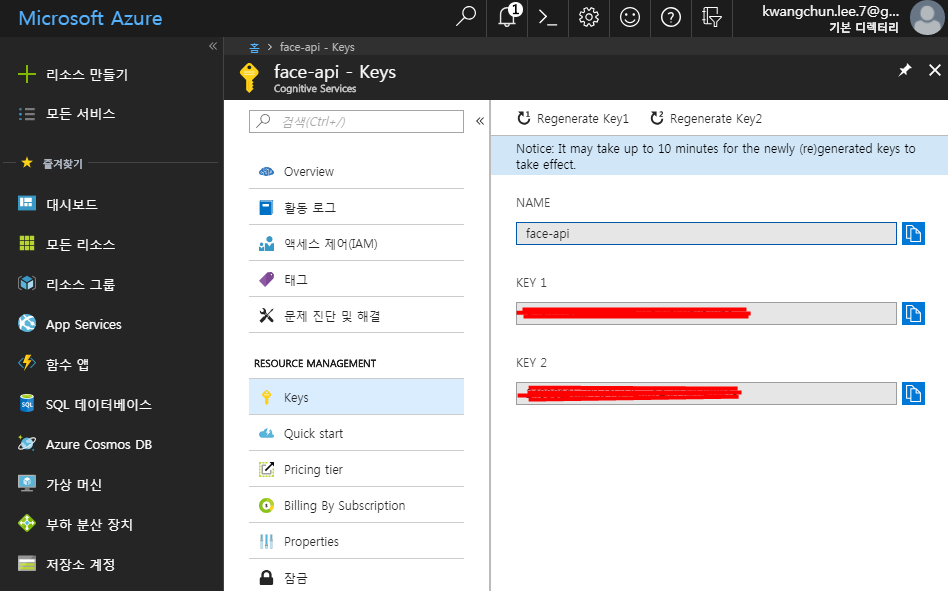 Microsoft Azure
1
kwangchun.lee.7@g...
기본 디렉터리
«
리소스 만들기
모든 서비스
즐겨찾기
대시보드
모든 리소스
리소스 그룹
App Services
함수 앱
SQL 데이터베이스
Azure Cosmos DB
가상 머신
부하 분산 장치
저장소 계정
홈 > face-api - Keys
face-api - Keys
Cognitive Services
검색(Ctrl+/)
«
Overview
활동 로그
액세스 제어(IAM)
태그
문제 진단 및 해결
RESOURCE MANAGEMENT
Keys
Quick start
Pricing tier
Billing By Subscription
Properties
잠금
Regenerate Key1 Regenerate Key2
Notice: It may take up to 10 minutes for the newly (re)generated keys to
take effect.
NAME
face-api
KEY 1
KEY 2